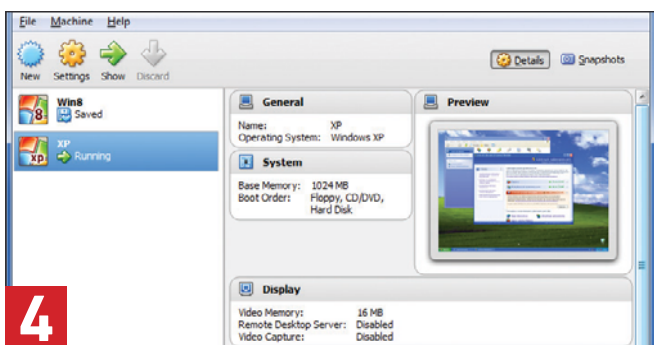 File Machine Help
New Settings Show Discard
Details Snapshots
Win8
Saved
XP
Running
General
Name: XP
Operating System: Windows XP
System
Base Memory: 1024 MB
Boot Order: Floppy, CD/DVD,
Hard Disk
Preview
Display
Video Memory: 16 MB
Remote Desktop Server: Disabled
Video Capture: Disabled
4